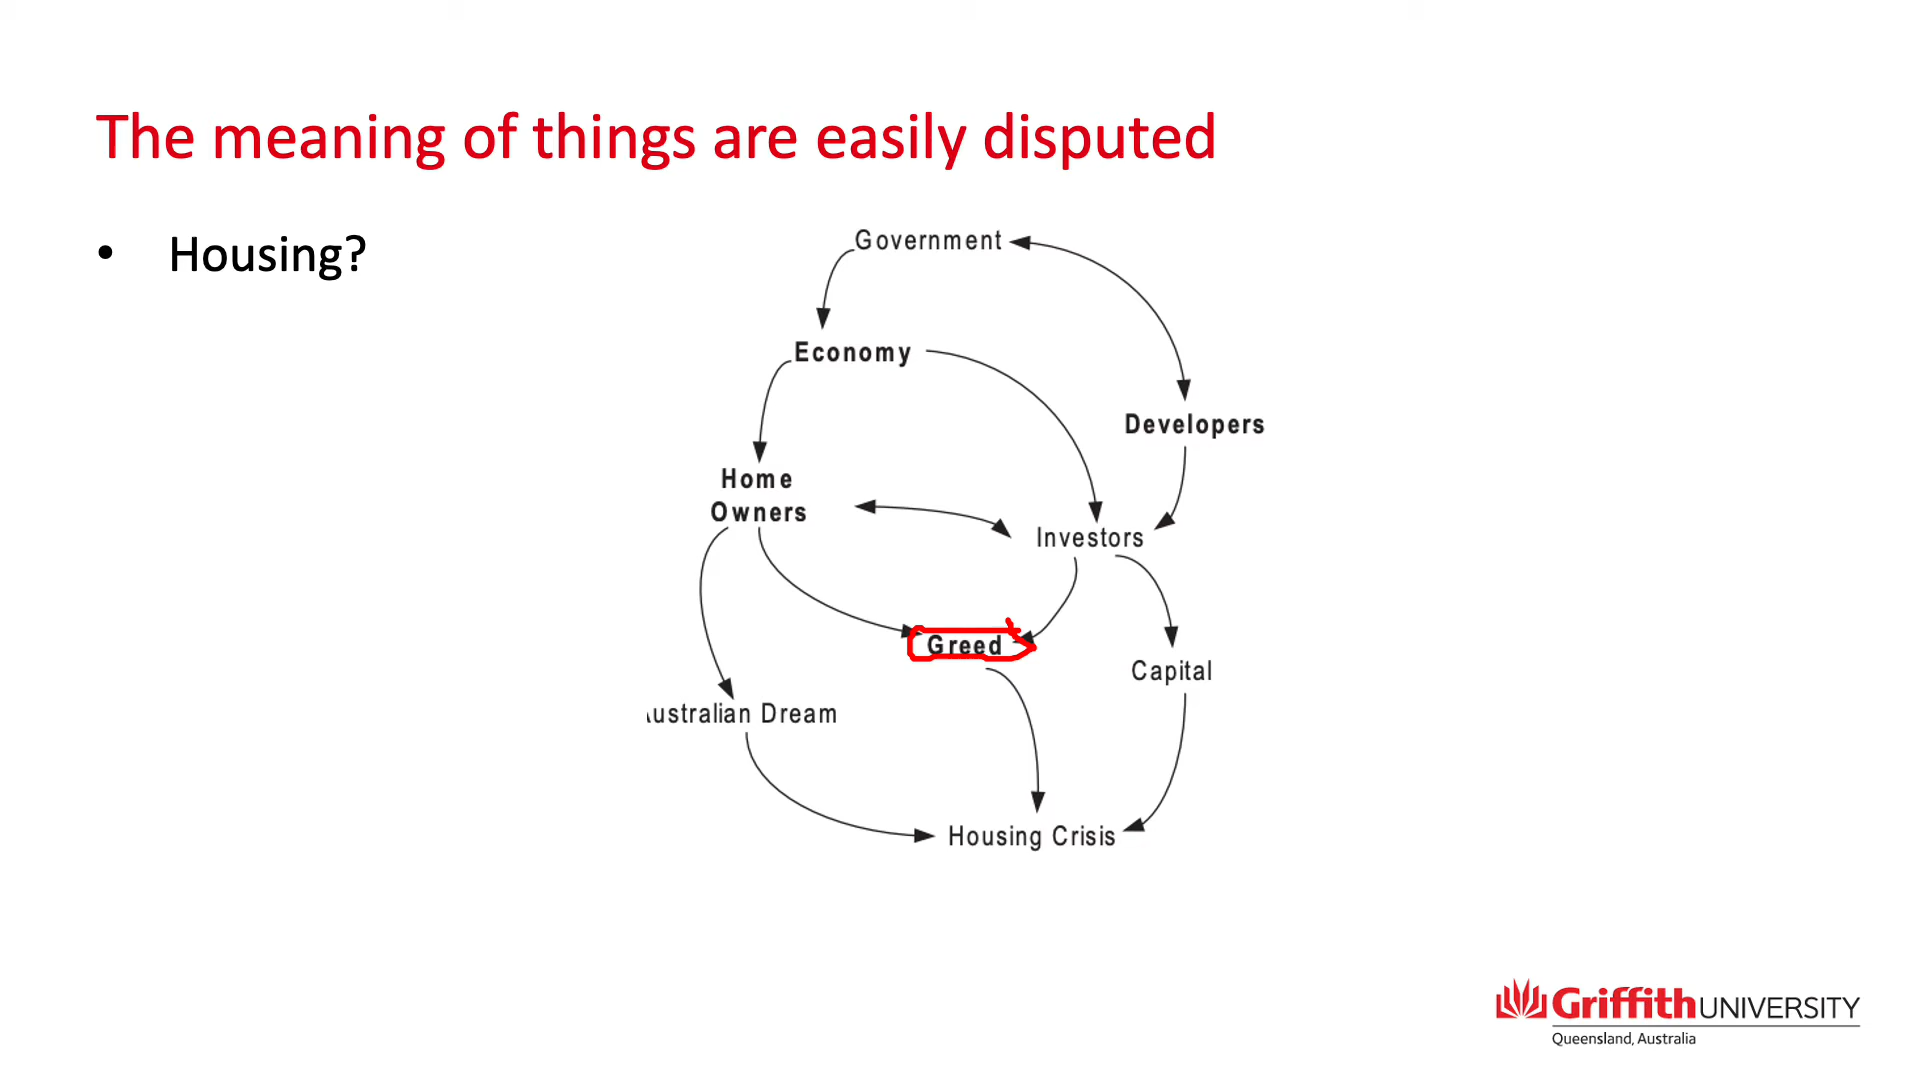 The meaning of things are easily disputed
• Housing?
Government
Economy
Developers
Home
Owners
Investors
Greed
Capital
ustralian Dream
Housing Crisis
Griffith UNIVERSITY
Queensland, Australia